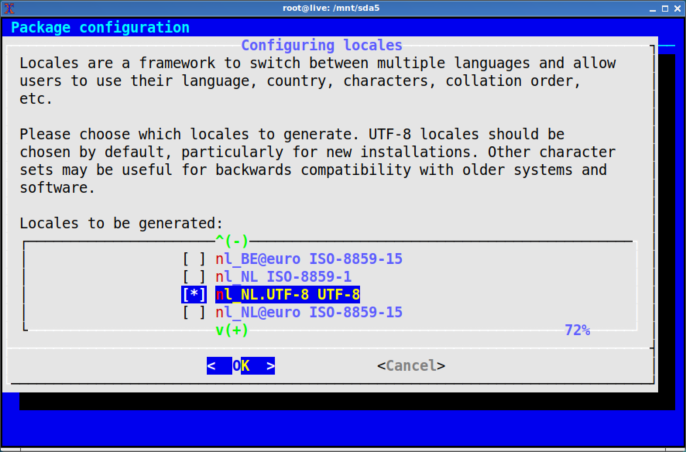 root@live: /mnt/sda5
Package configuration
Configuring locales
Locales are a framework to switch between multiple languages and allow
users to use their language, country, characters, collation order,
etc.
Please choose which locales to generate. UTF-8 locales should be
chosen by default, particularly for new installations. Other character
sets may be useful for backwards compatibility with older systems and
software.
Locales to be generated:
^(-)
[ ] nl_BE@euro ISO-8859-15
[ ] nl_NL ISO-8859-1
[*] nl_NL.UTF-8 UTF-8
[ ] nl_NL@euro ISO-8859-15
v(+) 72%
< OK > <Cancel>